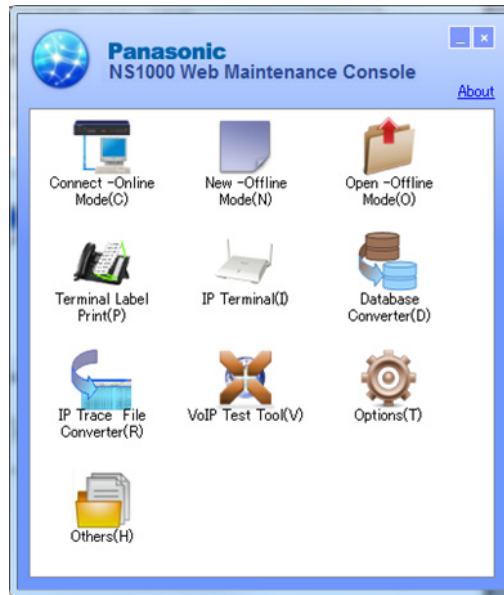 Panasonic
NS1000 Web Maintenance Console
About
Connect -Online
Mode(C)
New -Offline
Mode(N)
Open -Offline
Mode(O)
Terminal Label
Print(P)
IP Terminal(I)
Database
Converter(D)
IP Trace File
Converter(R)
VoIP Test Tool(V)
Options(T)
Others(H)